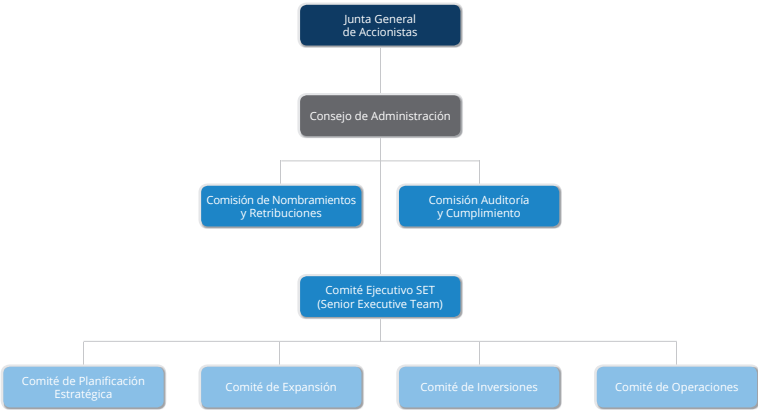 Junta General
de Accionistas
Consejo de Administración
Comisión de Nombramientos
y Retribuciones
Comisión Auditoría
y Cumplimiento
Comité Ejecutivo SET
(Senior Executive Team)
Comité de Planificación
Estratégica
Comité de Expansión
Comité de Inversiones
Comité de Operaciones